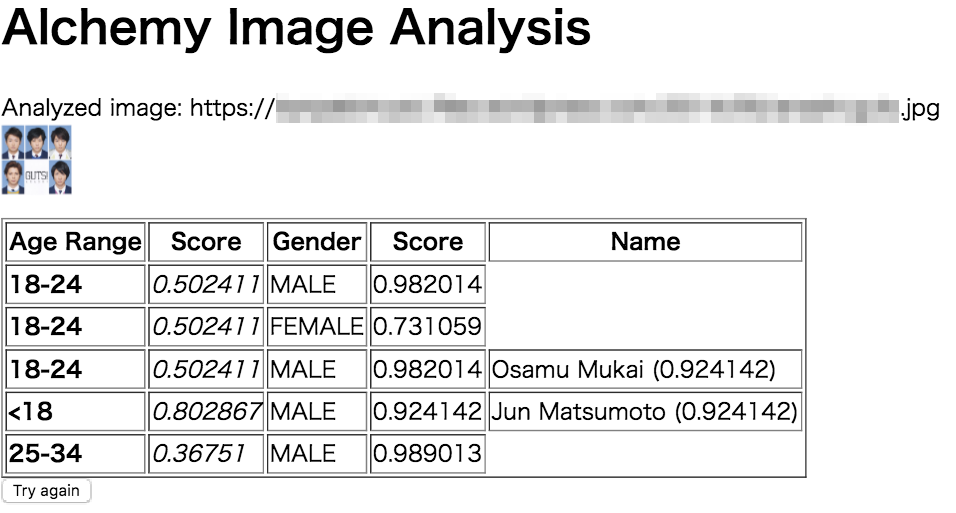 Alchemy Image Analysis
Analyzed image: https:// .jpg
GUTS!
Age Range Score Gender Score Name
18-24 0.502411 MALE 0.982014
18-24 0.502411 FEMALE 0.731059
18-24 0.502411 MALE 0.982014 Osamu Mukai (0.924142)
<18 0.802867 MALE 0.924142 Jun Matsumoto (0.924142)
25-34 0.36751 MALE 0.989013
Try again